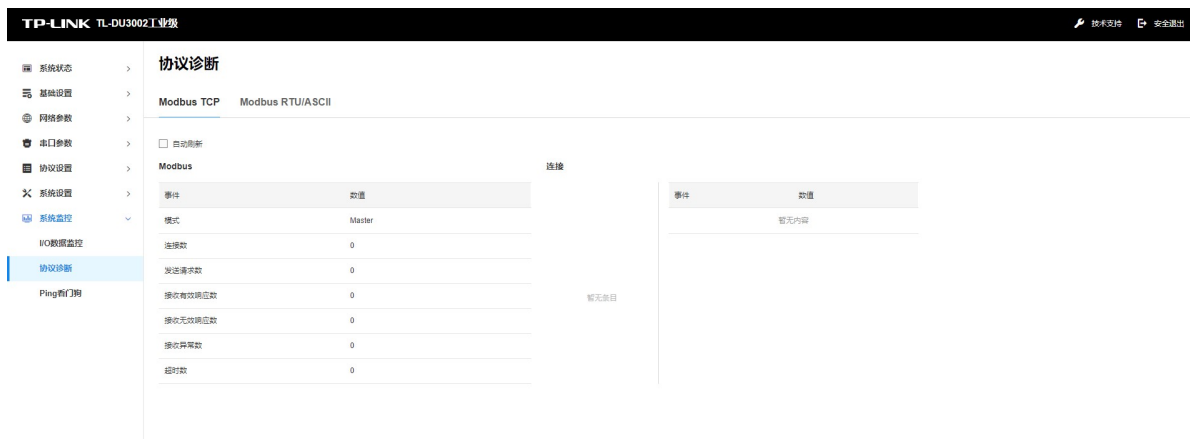 TP-LINK TL-DU3002工业级
技术支持 安全退出
系统状态
基础设置
网络参数
串口参数
协议设置
系统设置
系统监控
I/O数据监控
协议诊断
Ping看门狗
协议诊断
Modbus TCP Modbus RTU/ASCII
自动刷新
Modbus
事件 数值
模式 Master
连接数 0
发送请求数 0
接收有效响应数 0
接收无效响应数 0
接收异常数 0
超时数 0
连接
暂无条目
事件 数值
暂无内容